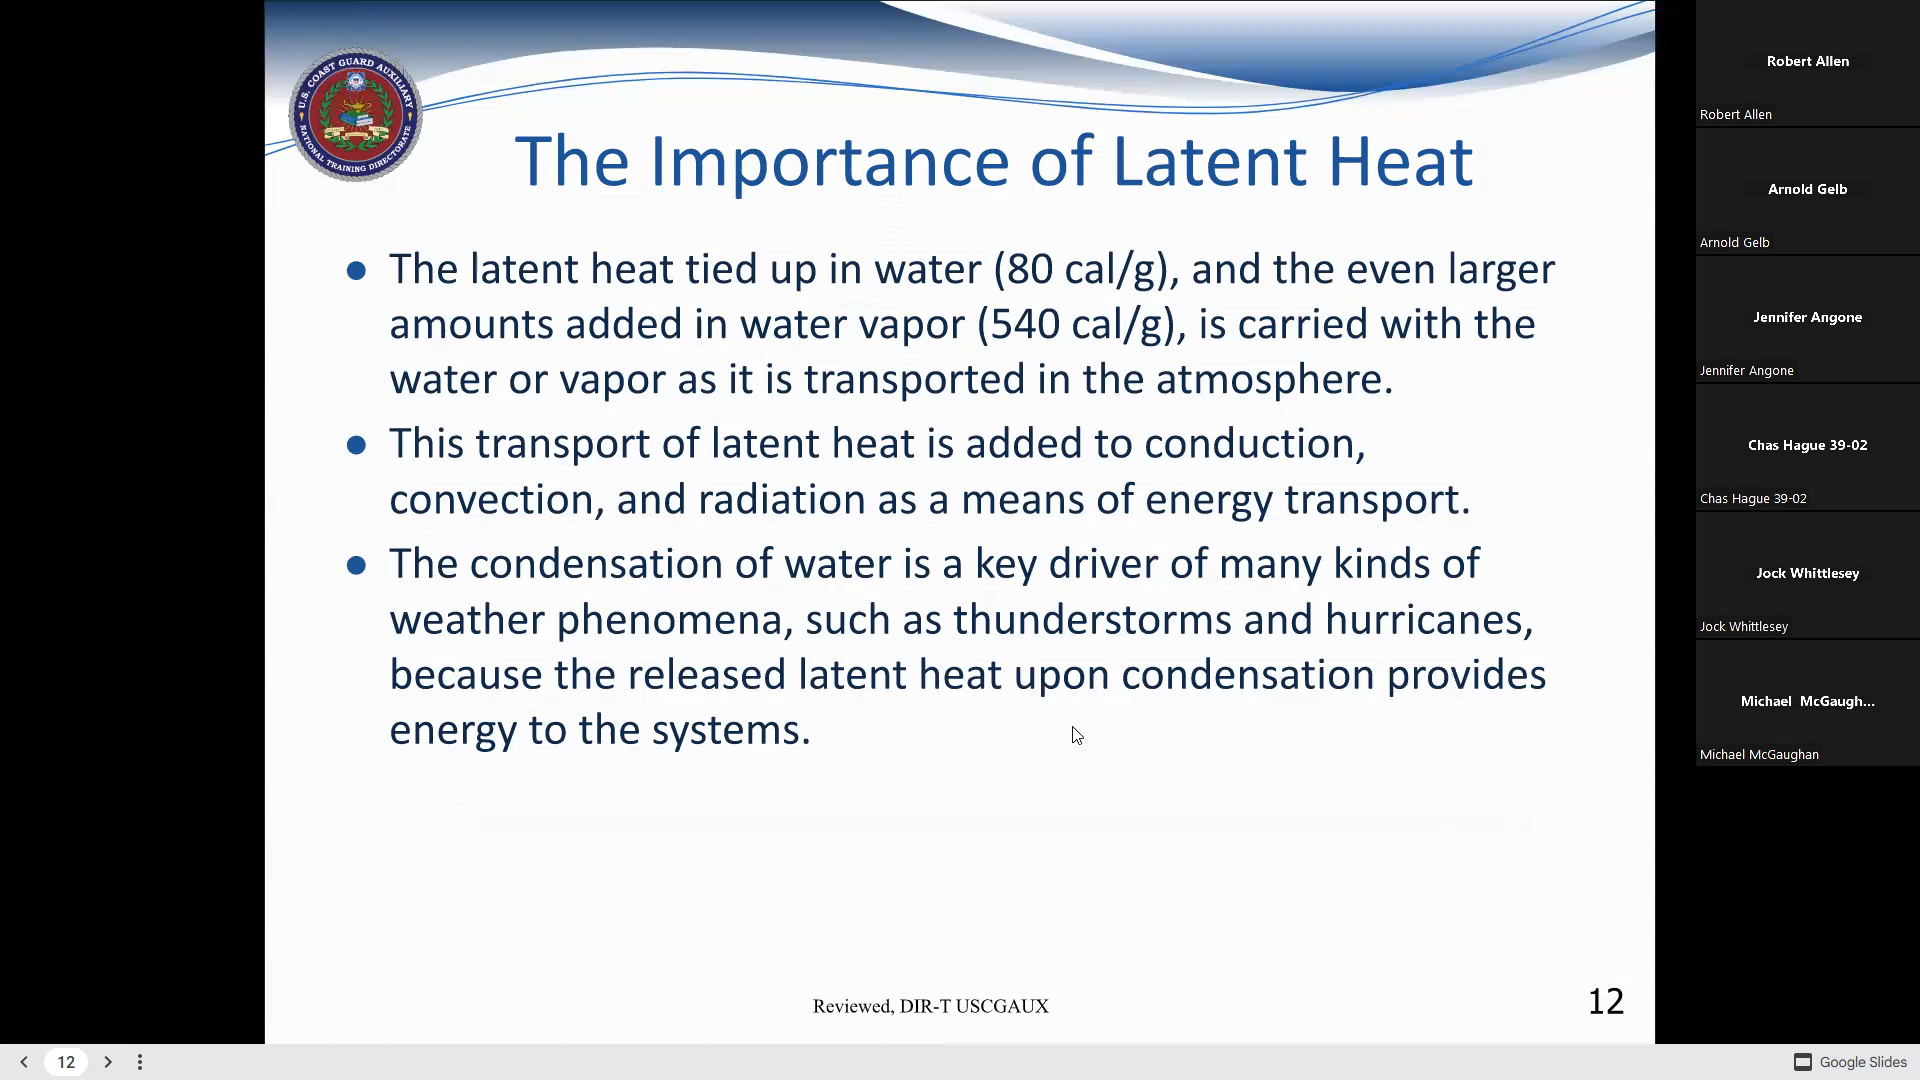 U.S. COAST GUARD AUXILIARY
NATIONAL TRAINING DIRECTORATE
The Importance of Latent Heat
● The latent heat tied up in water (80 cal/g), and the even larger
amounts added in water vapor (540 cal/g), is carried with the
water or vapor as it is transported in the atmosphere.
● This transport of latent heat is added to conduction,
convection, and radiation as a means of energy transport.
● The condensation of water is a key driver of many kinds of
weather phenomena, such as thunderstorms and hurricanes,
because the released latent heat upon condensation provides
energy to the systems.
Reviewed, DIR-T USCGAUX
12
Robert Allen
Robert Allen
Arnold Gelb
Arnold Gelb
Jennifer Angone
Jennifer Angone
Chas Hague 39-02
Chas Hague 39-02
Jock Whittlesey
Jock Whittlesey
Michael McGaugh...
Michael McGaughan
12
Google Slides